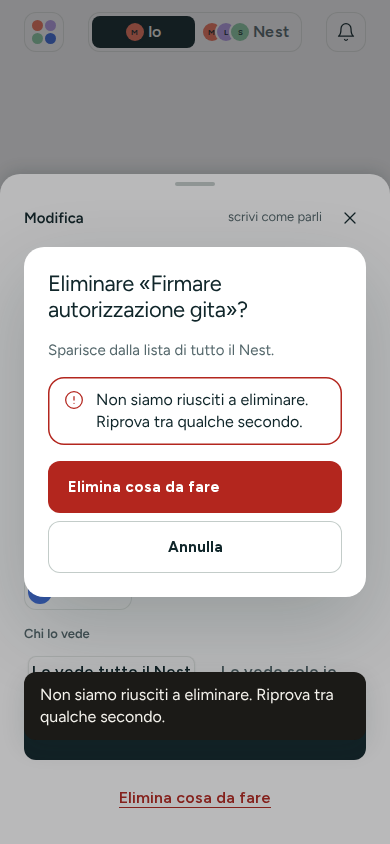 M Io
M L S Nest
Modifica
scrivi come parli
Eliminare «Firmare
autorizzazione gita»?
Sparisce dalla lista di tutto il Nest.
Non siamo riusciti a eliminare.
Riprova tra qualche secondo.
Elimina cosa da fare
Annulla
Chi lo vede
Lo vede tutto il Nest
Lo vede solo io
Non siamo riusciti a eliminare. Riprova tra
qualche secondo.
Elimina cosa da fare